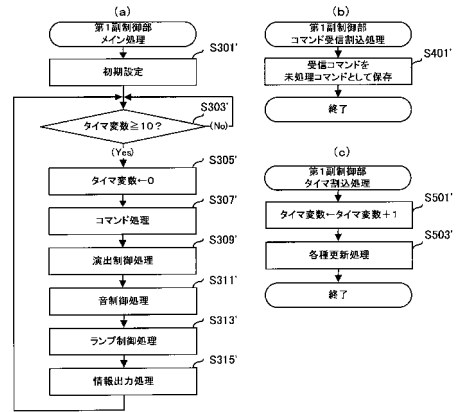 (a)
第1副制御部
メイン処理
S301'
初期設定
S303'
タイマ変数≧10?
(No)
(Yes)
S305'
タイマ変数←0
S307'
コマンド処理
S309'
演出制御処理
S311'
音制御処理
S313'
ランプ制御処理
S315'
情報出力処理
(b)
第1副制御部
コマンド受信割込処理
S401'
受信コマンドを
未処理コマンドとして保存
終了
(c)
第1副制御部
タイマ割込処理
S501'
タイマ変数←タイマ変数+1
S503'
各種更新処理
終了